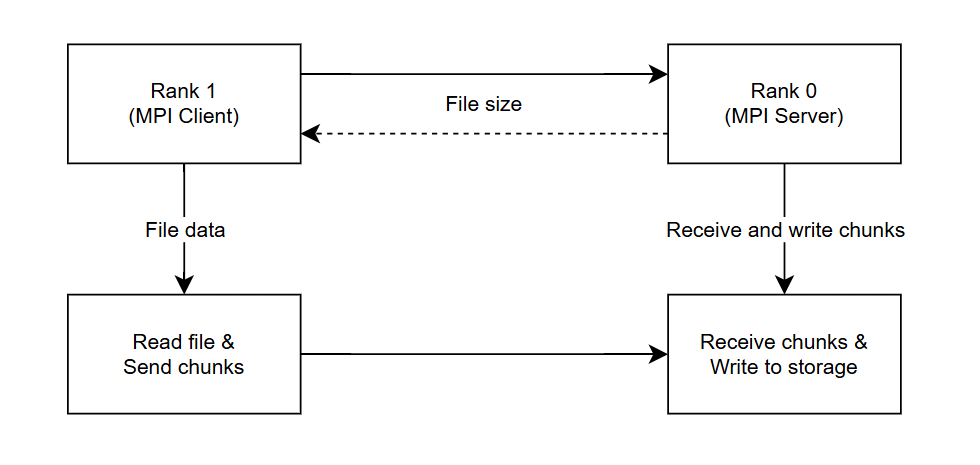 Rank 1
(MPI Client)
File size
Rank 0
(MPI Server)
File data
Receive and write chunks
Read file &
Send chunks
Receive chunks &
Write to storage